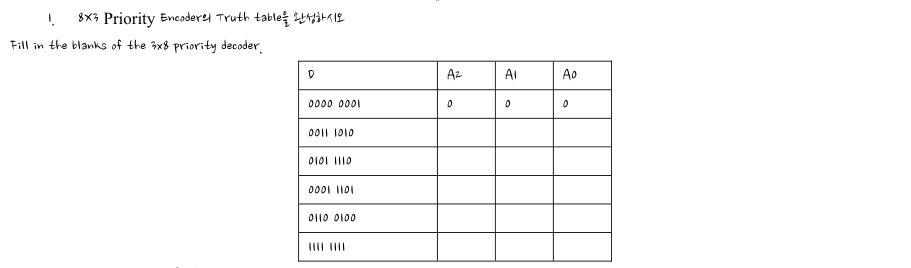 1. 8X3 Priority Encoder의 Truth table을 완성하시오
Fill in the blanks of the 3x8 priority decoder.
D A2 A1 A0
0000 0001 0 0 0
0011 1010
0101 1110
0001 1101
0110 0100
1111 1111